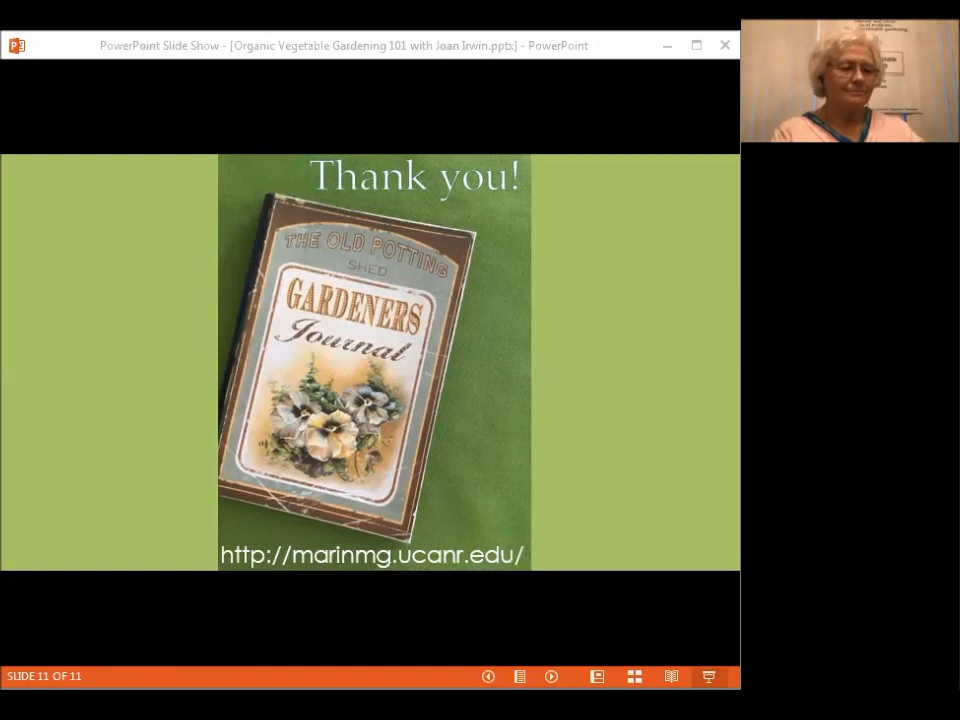 PowerPoint Slide Show - [Organic Vegetable Gardening 101 with Joan Irwin.pptx] - PowerPoint
Thank you!
THE OLD POTTING
SHED
GARDENERS
Journal
http://marinmg.ucanr.edu/
SLIDE 11 OF 11